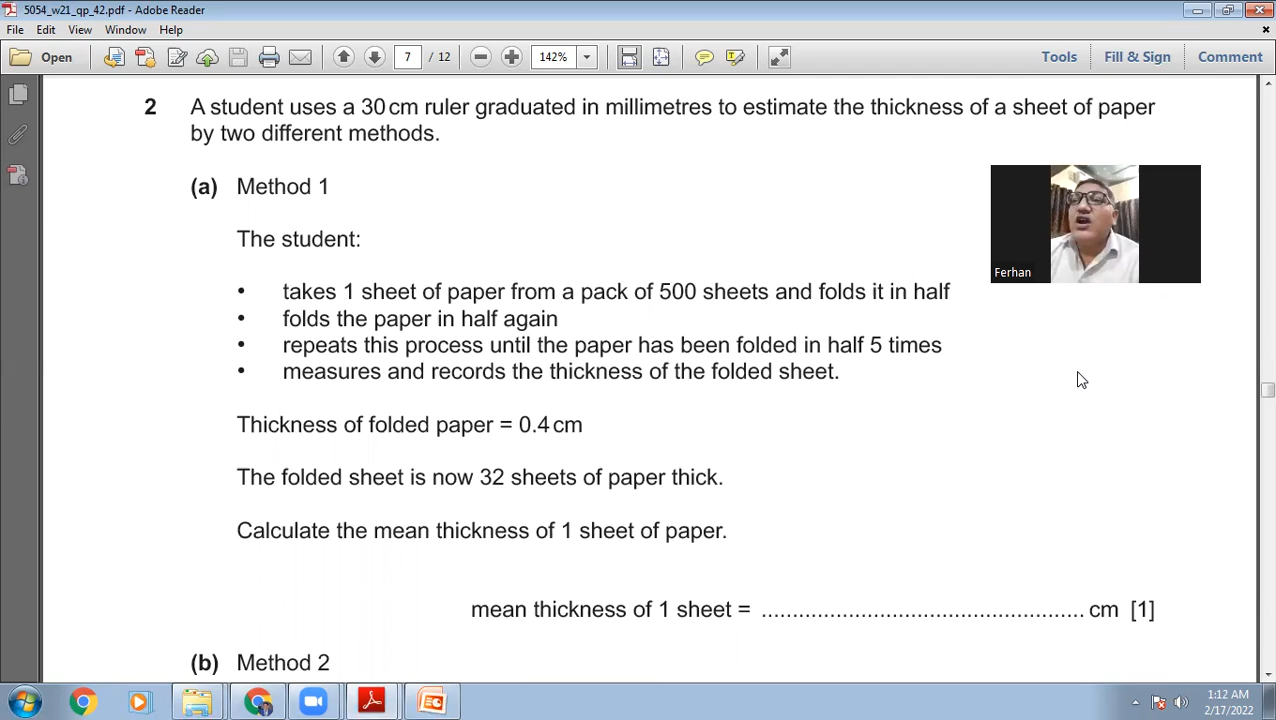 5054_w21_qp_42.pdf - Adobe Reader
File Edit View Window Help
Open 7 / 12 142% Tools Fill & Sign Comment
2 A student uses a 30 cm ruler graduated in millimetres to estimate the thickness of a sheet of paper
by two different methods.
(a) Method 1
The student:
• takes 1 sheet of paper from a pack of 500 sheets and folds it in half
• folds the paper in half again
• repeats this process until the paper has been folded in half 5 times
• measures and records the thickness of the folded sheet.
Ferhan
Thickness of folded paper = 0.4 cm
The folded sheet is now 32 sheets of paper thick.
Calculate the mean thickness of 1 sheet of paper.
mean thickness of 1 sheet = .................................................... cm [1]
(b) Method 2
1:12 AM
2/17/2022